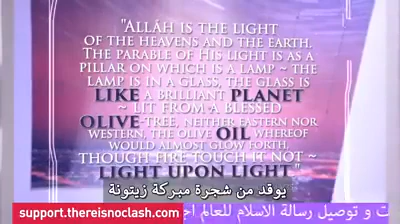 "ALLÁH IS THE LIGHT
OF THE HEAVENS AND THE EARTH.
THE PARABLE OF HIS LIGHT IS AS A
PILLAR ON WHICH IS A LAMP ~ THE
LAMP IS IN A GLASS, THE GLASS IS
LIKE A BRILLIANT PLANET
~ LIT FROM A BLESSED
OLIVE-TREE, NEITHER EASTERN NOR
WESTERN, THE OLIVE OIL WHEREOF
WOULD ALMOST GLOW FORTH,
THOUGH FIRE TOUCH IT NOT ~
LIGHT UPON LIGHT"
يوقد من شجرة مبركة زيتونة
ت و توصيل رسالة الاسلام للعالم
support.thereisnoclash.com